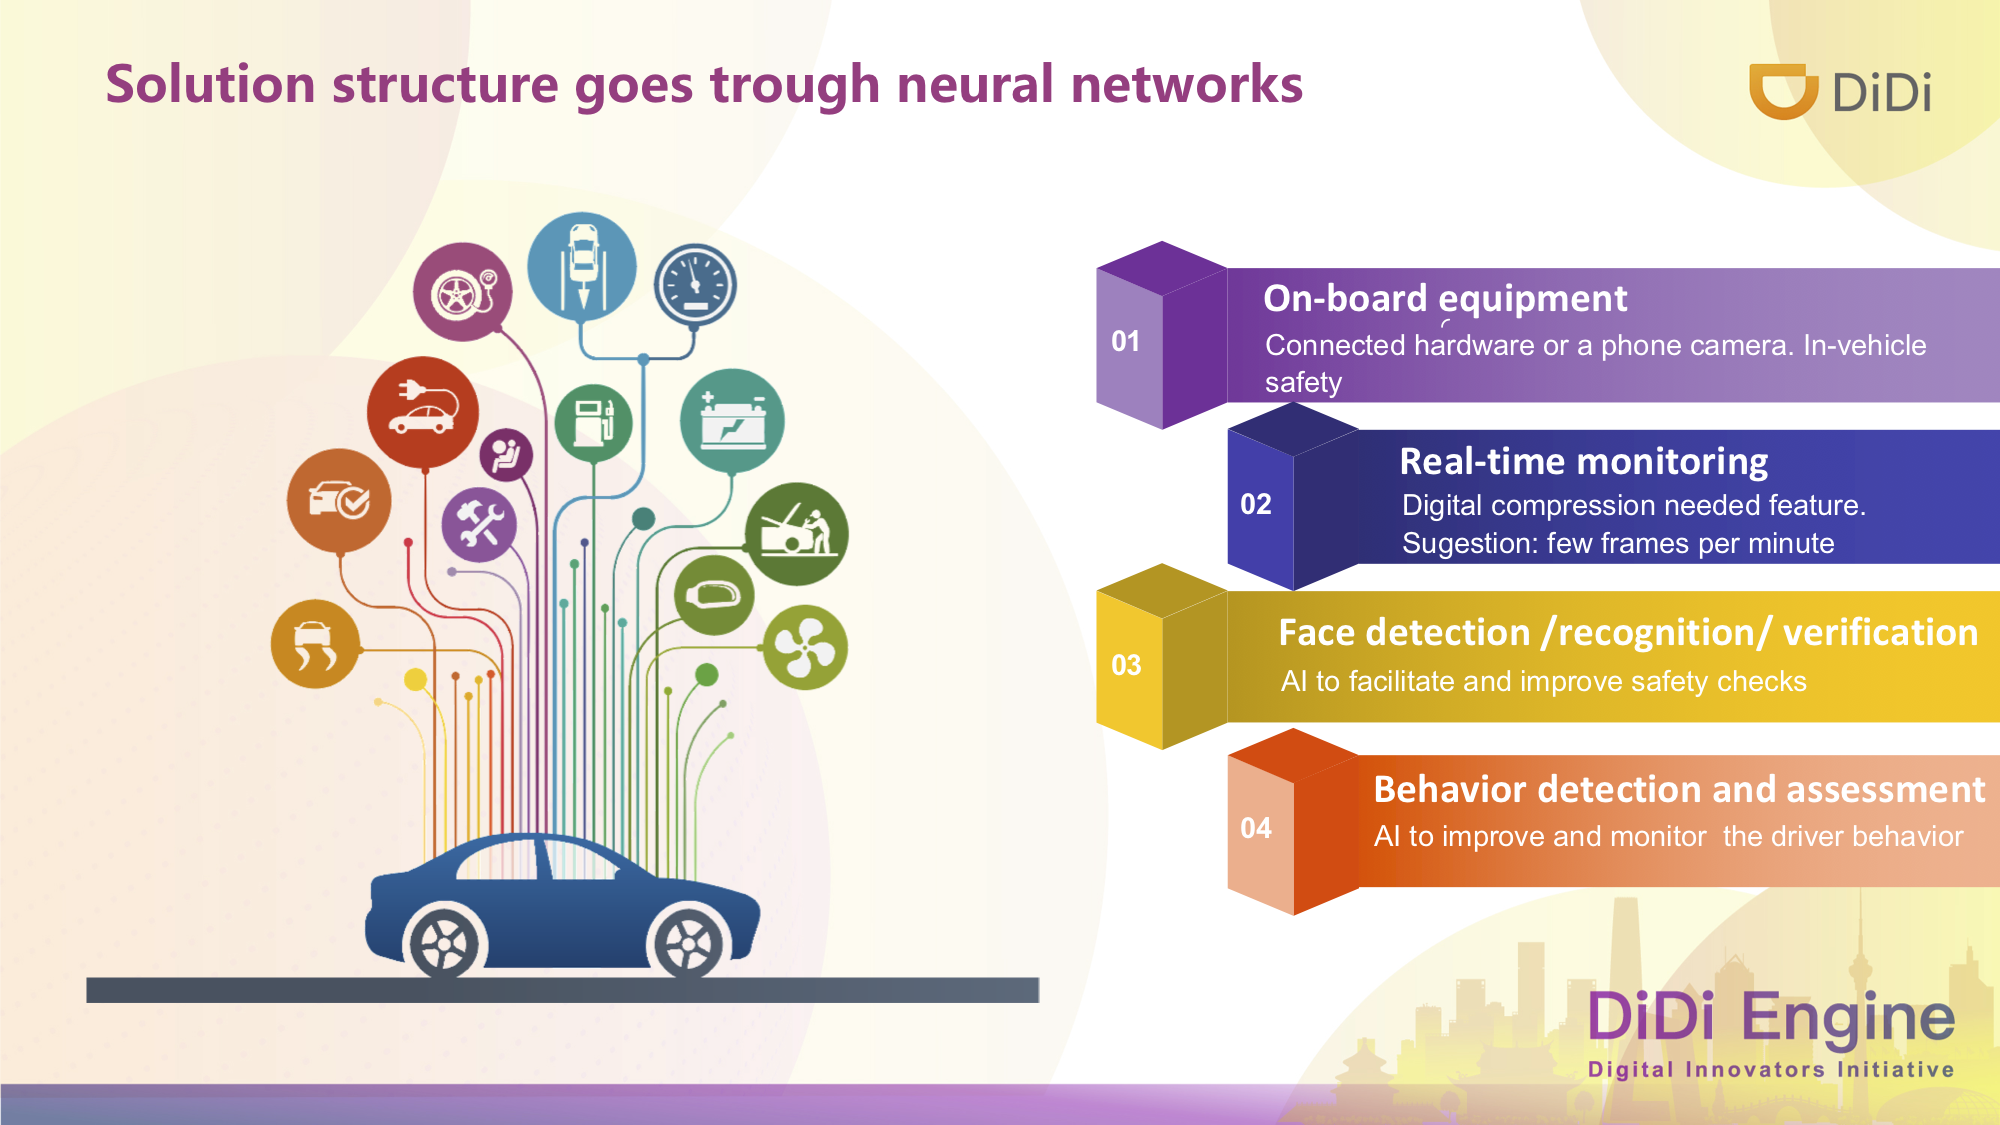 Solution structure goes trough neural networks
DiDi
01
On-board equipment
Connected hardware or a phone camera. In-vehicle
safety
02
Real-time monitoring
Digital compression needed feature.
Sugestion: few frames per minute
03
Face detection /recognition/ verification
AI to facilitate and improve safety checks
04
Behavior detection and assessment
AI to improve and monitor  the driver behavior
DiDi Engine
Digital Innovators Initiative